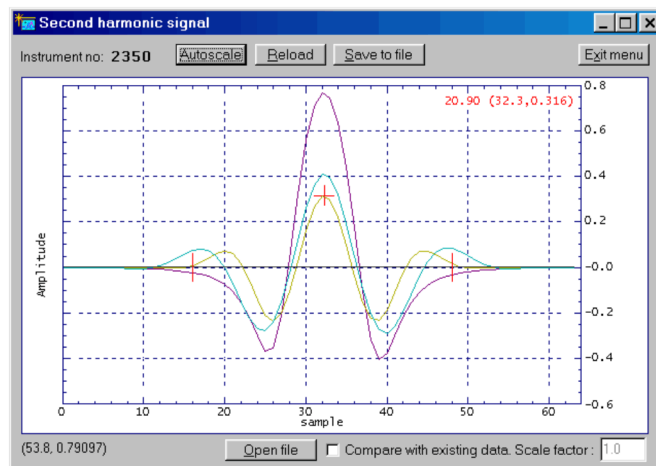 Second harmonic signal
Instrument no: 2350 Autoscale Reload Save to file Exit menu
20.90 (32.3,0.316)
0.8
0.6
0.4
0.2
-0.0
-0.2
-0.4
-0.6
Amplitude
0 10 20 30 40 50 60
sample
(53.8, 0.79097) Open file Compare with existing data. Scale factor : 1.0